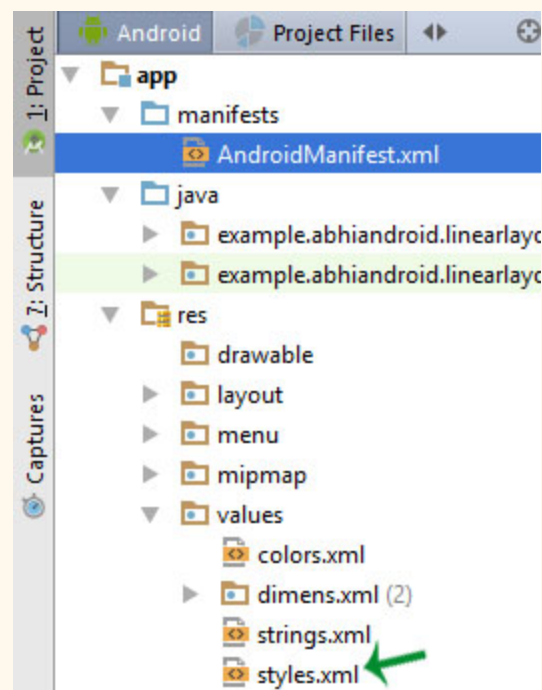 Android Project Files
1: Project
7: Structure
Captures
app
manifests
AndroidManifest.xml
java
example.abhiandroid.linearlayo
example.abhiandroid.linearlayo
res
drawable
layout
menu
mipmap
values
colors.xml
dimens.xml (2)
strings.xml
styles.xml